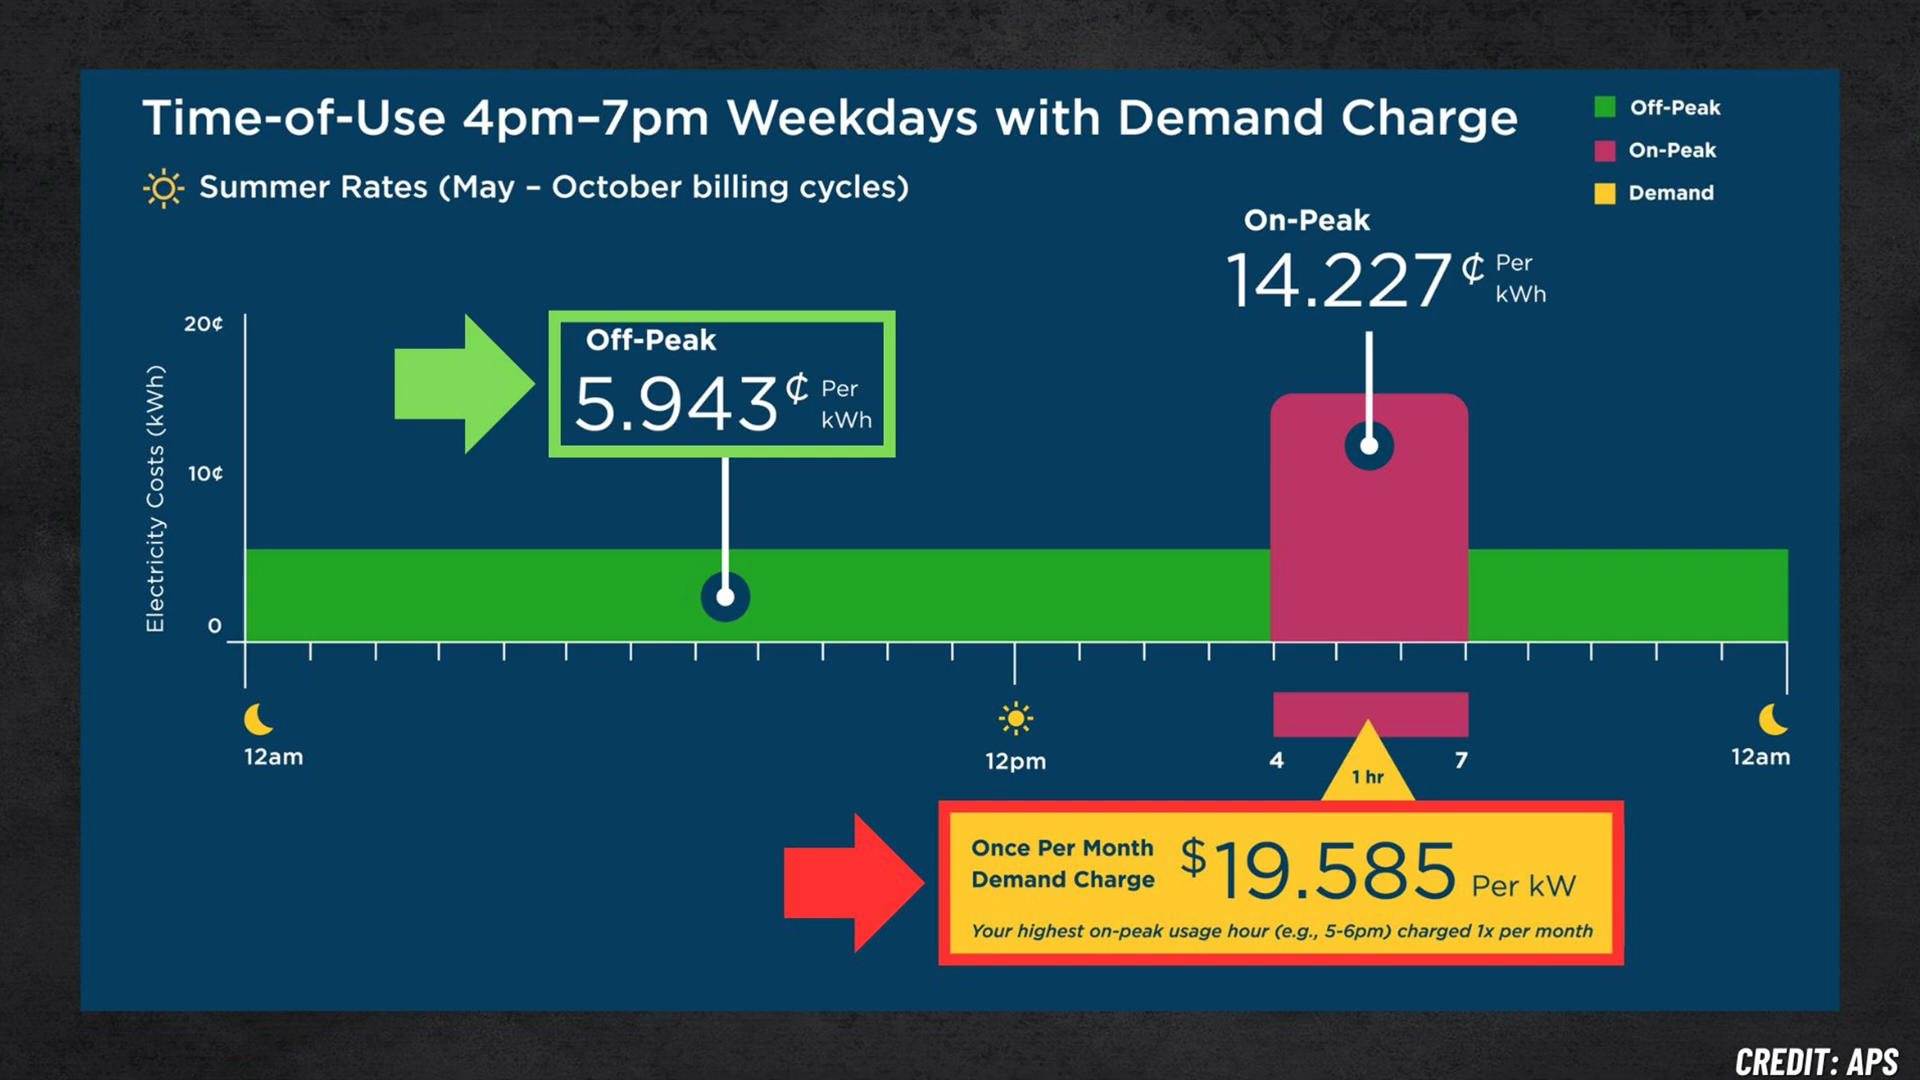 Time-of-Use 4pm–7pm Weekdays with Demand Charge
Summer Rates (May – October billing cycles)
Off-Peak
On-Peak
Demand
On-Peak
14.227¢ Per kWh
Off-Peak
5.943¢ Per kWh
Electricity Costs (kWh)
20¢
10¢
0
12am
12pm
4
7
12am
1 hr
Once Per Month
Demand Charge
$19.585 Per kW
Your highest on-peak usage hour (e.g., 5-6pm) charged 1x per month
CREDIT: APS